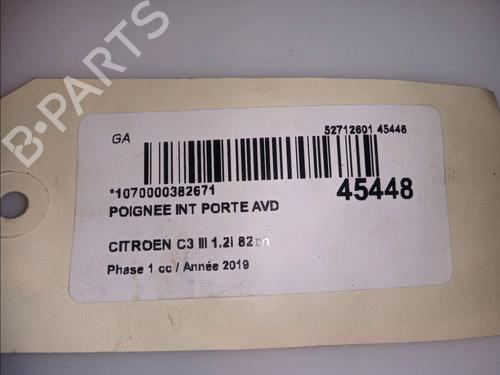 B-PARTS
GA
52712601 45448
*1070000382671
45448
POIGNEE INT PORTE AVD
CITROEN C3 III 1.2i 82
Phase 1 cc / Année 2019